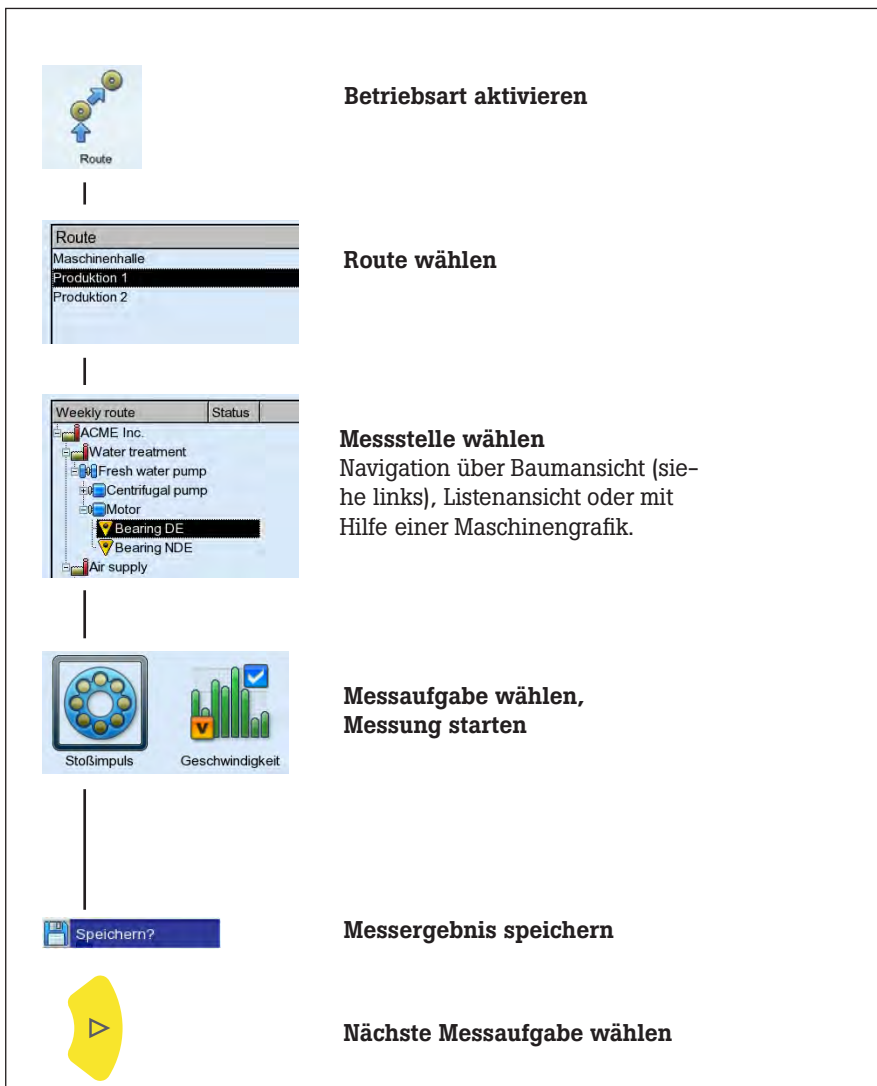 Route
Betriebsart aktivieren
Route
Maschinenhalle
Produktion 1
Produktion 2
Route wählen
Weekly route Status
ACME Inc.
Water treatment
Fresh water pump
Centrifugal pump
Motor
Bearing DE
Bearing NDE
Air supply
Messstelle wählen
Navigation über Baumansicht (sie-
he links), Listenansicht oder mit
Hilfe einer Maschinengrafik.
V
Stoßimpuls Geschwindigkeit
Messaufgabe wählen,
Messung starten
Speichern?
Messergebnis speichern
Nächste Messaufgabe wählen